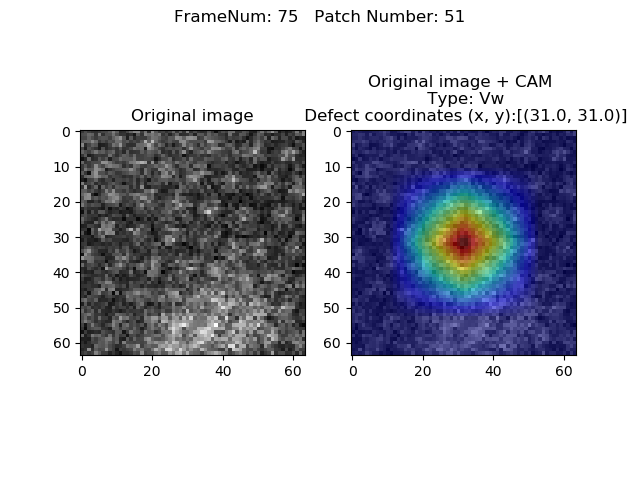 FrameNum: 75   Patch Number: 51
Original image
Original image + CAM
Type: Vw
Defect coordinates (x, y):[(31.0, 31.0)]
0
10
20
30
40
50
60
0 20 40 60
0
10
20
30
40
50
60
0 20 40 60